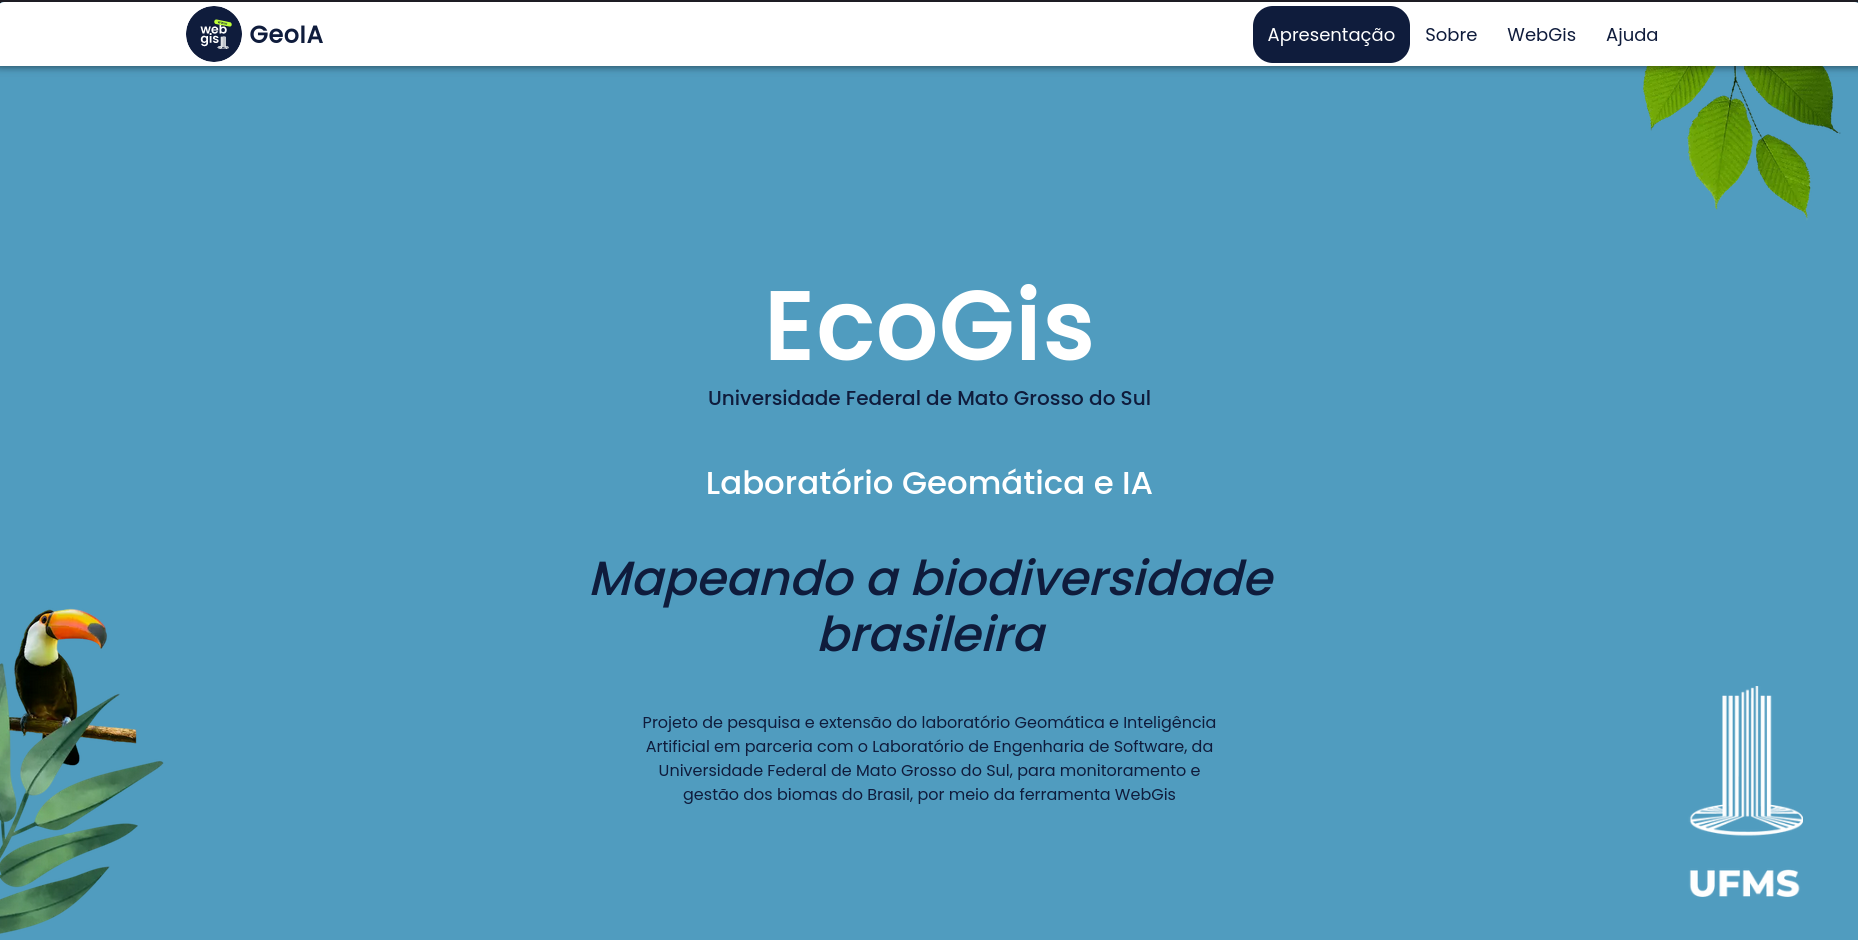 web
gis
GeoIA
Apresentação
Sobre
WebGis
Ajuda
EcoGis
Universidade Federal de Mato Grosso do Sul
Laboratório Geomática e IA
Mapeando a biodiversidade
brasileira
Projeto de pesquisa e extensão do laboratório Geomática e Inteligência
Artificial em parceria com o Laboratório de Engenharia de Software, da
Universidade Federal de Mato Grosso do Sul, para monitoramento e
gestão dos biomas do Brasil, por meio da ferramenta WebGis
UFMS